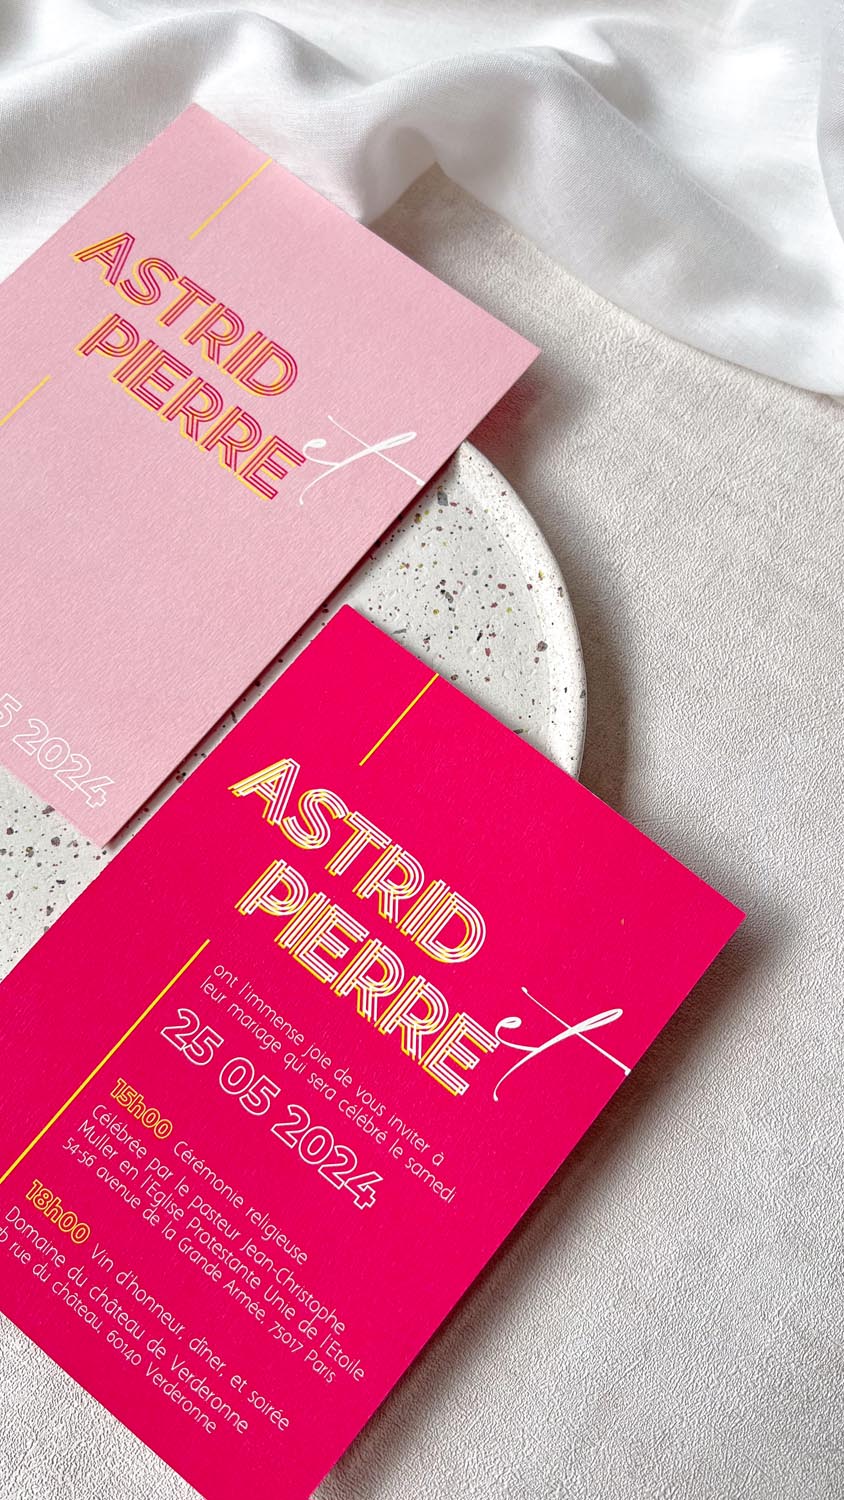 ASTRID
PIERRE
et
5 2024
ASTRID
PIERRE
et
ont l'immense joie de vous inviter à
leur mariage qui sera célébré le samedi
25 05 2024
15h00 Cérémonie religieuse
Célébrée par le pasteur Jean-Christophe
Muller en l'Eglise Protestante Unie de l'Etoile
54-56 avenue de la Grande Armée, 75017 Paris
18h00 Vin d'honneur, dîner, et soirée
Domaine du château de Verderonne
rue du château, 60140 Verderonne